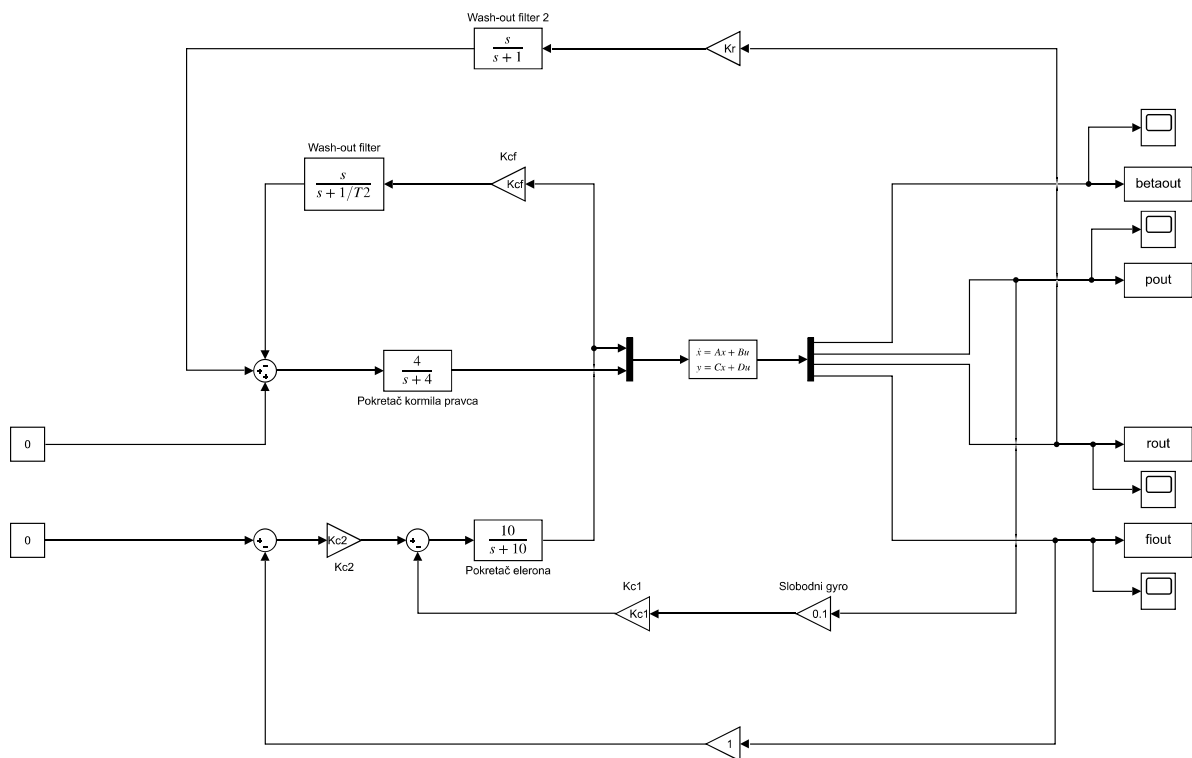 Wash-out filter 2
s
s + 1
Kr
Wash-out filter
s
s + 1/T2
Kcf
Kcf
betaout
pout
4
s + 4
Pokretač kormila pravca
ẋ = Ax + Bu
y = Cx + Du
0
rout
0
Kc2
Kc2
10
s + 10
Pokretač elerona
fiout
Kc1
Kc1
Slobodni gyro
0.1
1